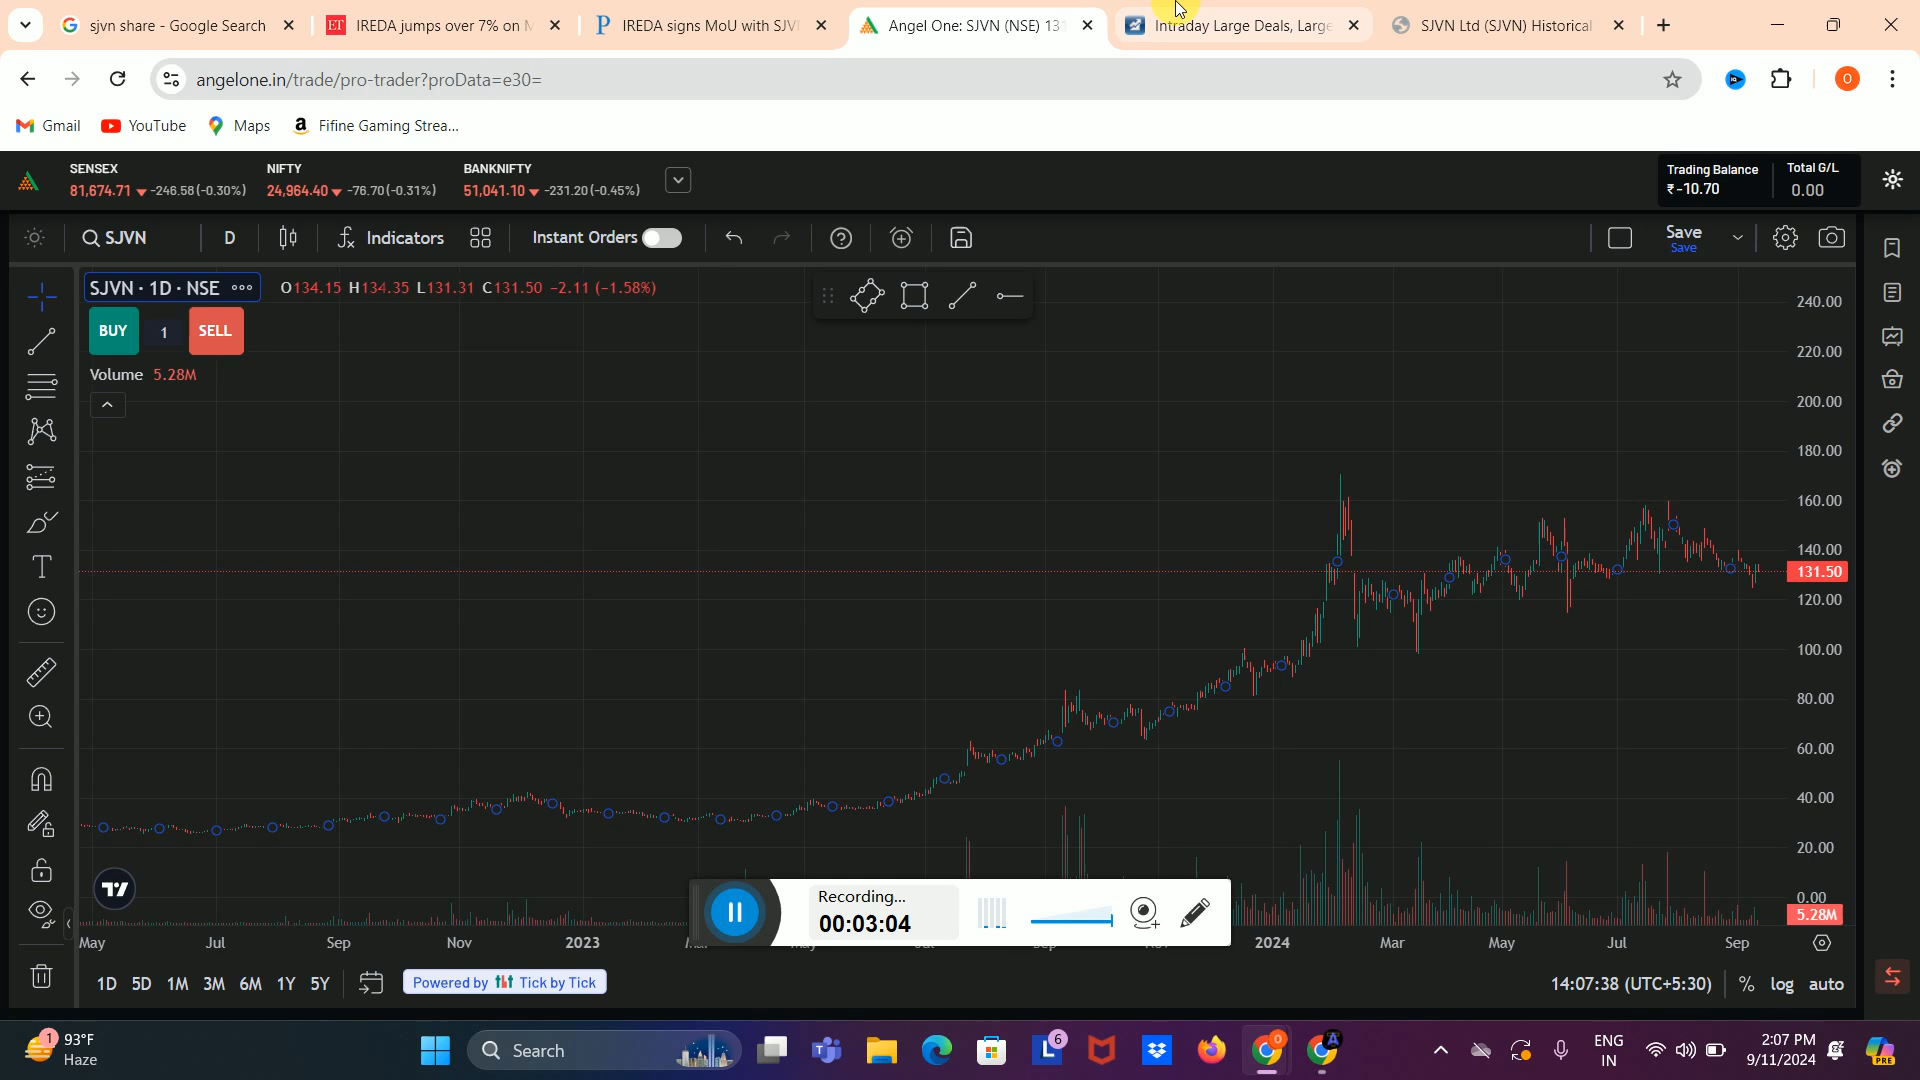 sjvn share - Google Search
ET IREDA jumps over 7% on M
P IREDA signs MoU with SJV
Angel One: SJVN (NSE) 13
Intraday Large Deals, Large
SJVN Ltd (SJVN) Historical
angelone.in/trade/pro-trader?proData=e30=
O
Gmail
YouTube
Maps
Fifine Gaming Strea...
SENSEX
81,674.71 -246.58(-0.30%)
NIFTY
24,964.40 -76.70(-0.31%)
BANKNIFTY
51,041.10 -231.20(-0.45%)
Trading Balance
₹-10.70
Total G/L
0.00
SJVN
D
Indicators
Instant Orders
Save
Save
SJVN · 1D · NSE
O134.15 H134.35 L131.31 C131.50 -2.11 (-1.58%)
BUY
1
SELL
Volume 5.28M
240.00
220.00
200.00
180.00
160.00
140.00
131.50
120.00
100.00
80.00
60.00
40.00
20.00
0.00
5.28M
Recording...
00:03:04
May
Jul
Sep
Nov
2023
2024
Mar
May
Jul
Sep
1D 5D 1M 3M 6M 1Y 5Y
Powered by Tick by Tick
14:07:38 (UTC+5:30)
% log auto
1
93°F
Haze
Search
6
L
O
A
PRE
ENG
IN
2:07 PM
9/11/2024